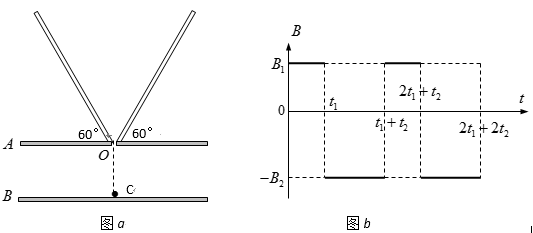 60° 60°
A
O
B C
图a
B
B₁
t₁
2t₁+t₂
t
0
t₁+t₂
2t₁+2t₂
−B₂
图b